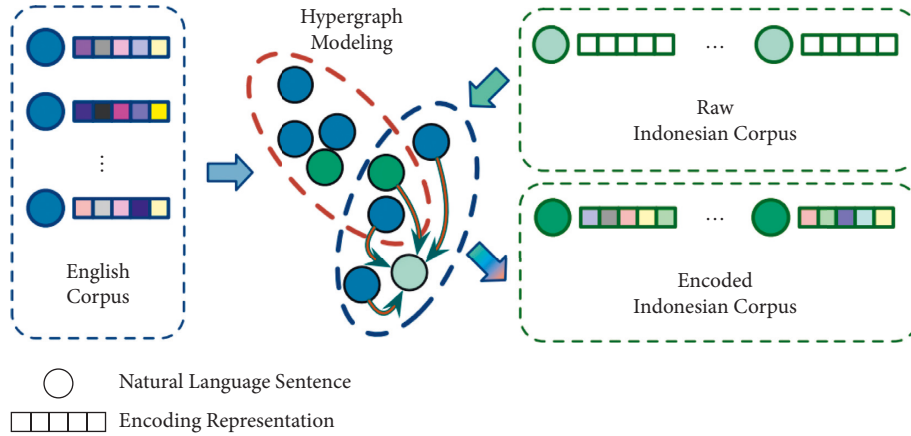 Hypergraph
Modeling
...
English
Corpus
...
Raw
Indonesian Corpus
...
Encoded
Indonesian Corpus
Natural Language Sentence
Encoding Representation